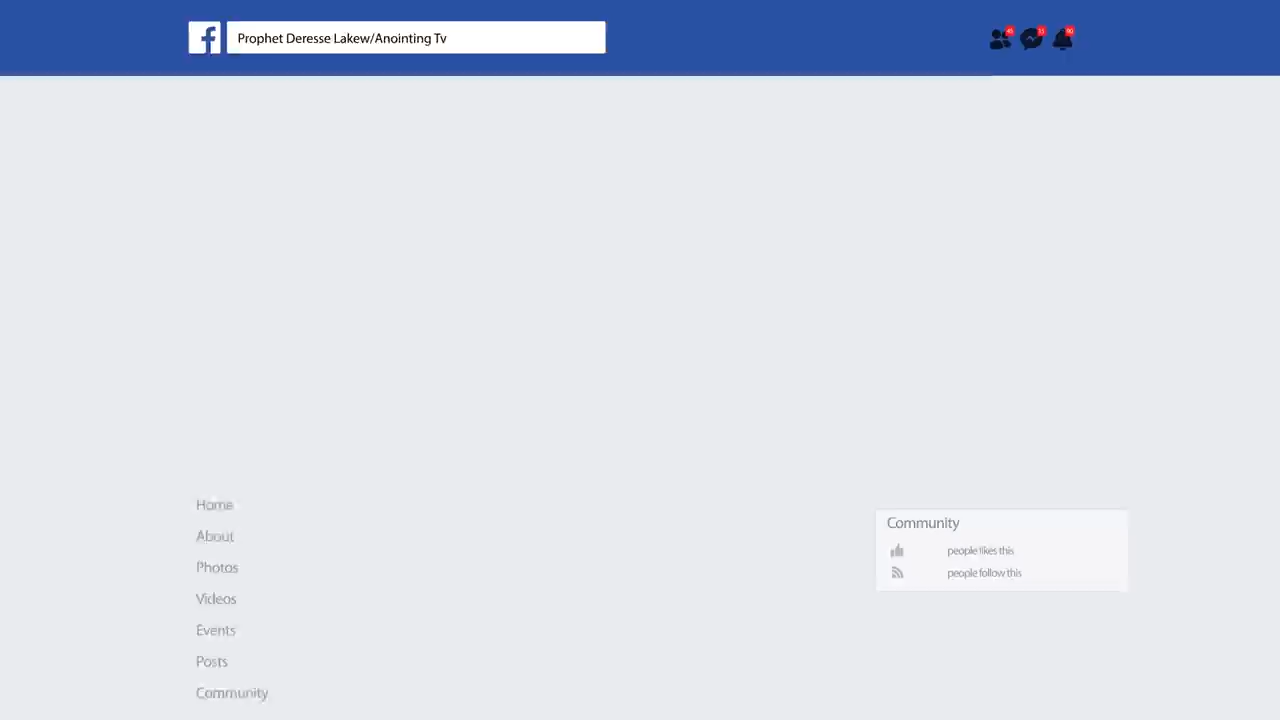 Prophet Deresse Lakew/Anointing Tv
Home
About
Photos
Videos
Events
Posts
Community
Community
people likes this
people follow this